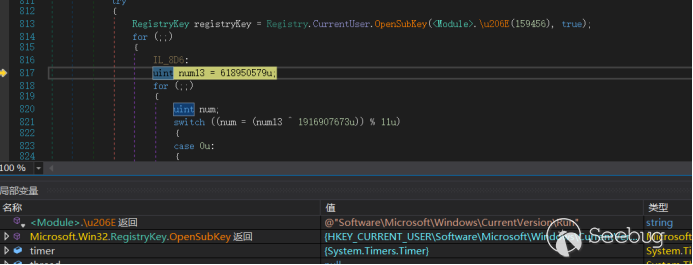 811
try
812
{
813
RegistryKey registryKey = Registry.CurrentUser.OpenSubKey(<Module>.\u206E(159456), true);
814
for (;;)
815
{
816
IL_8D6:
817
uint num13 = 618950579u;
818
for (;;)
819
{
820
uint num;
821
switch ((num = (num13 ^ 1916907673u)) % 11u)
822
{
823
case 0u:
824
{
100 %
局部变量
名称 值 类型
<Module>.\u206E 返回 @"Software\Microsoft\Windows\CurrentVersion\Run" string
Microsoft.Win32.RegistryKey.OpenSubKey 返回 {HKEY_CURRENT_USER\Software\Microsoft\Windows\Current Microsoft.W
timer {System.Timers.Timer} System.Ti
Seebug